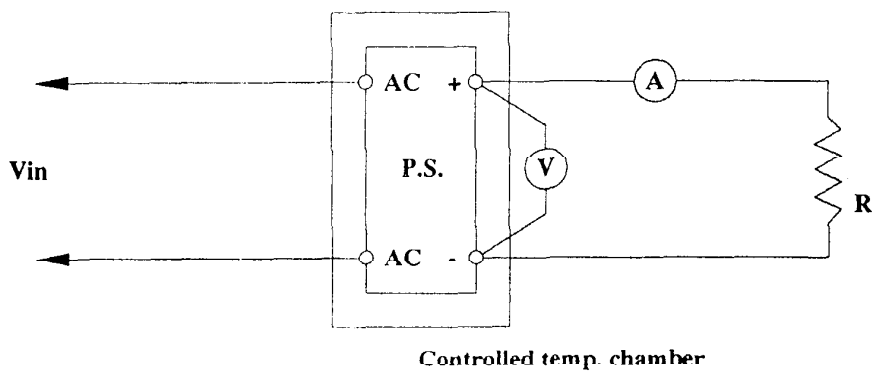 AC +
A
Vin
P.S.
V
R
AC -
Controlled temp. chamber